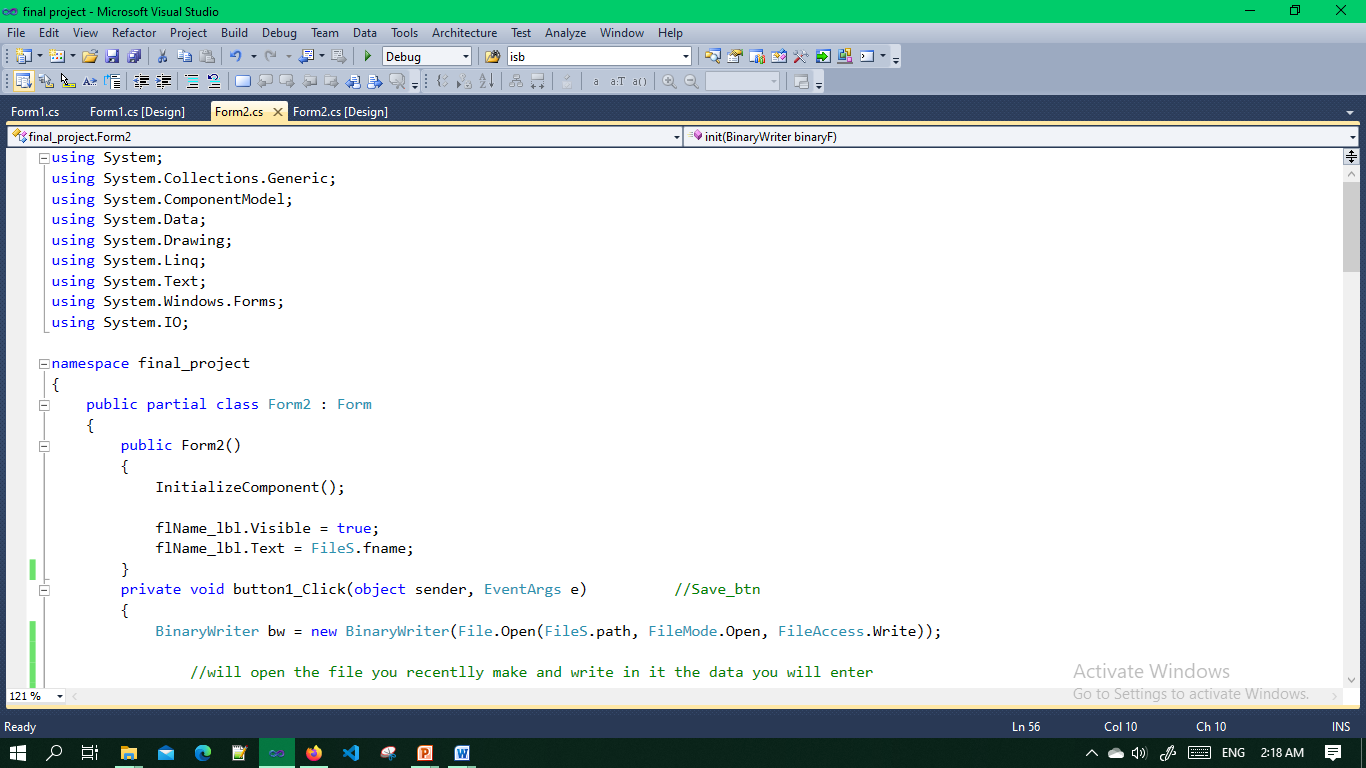 final project - Microsoft Visual Studio
File Edit View Refactor Project Build Debug Team Data Tools Architecture Test Analyze Window Help
Debug isb
Form1.cs Form1.cs [Design] Form2.cs Form2.cs [Design]
final_project.Form2 init(BinaryWriter binaryF)
using System;
using System.Collections.Generic;
using System.ComponentModel;
using System.Data;
using System.Drawing;
using System.Linq;
using System.Text;
using System.Windows.Forms;
using System.IO;
namespace final_project
{
public partial class Form2 : Form
{
public Form2()
{
InitializeComponent();
flName_lbl.Visible = true;
flName_lbl.Text = FileS.fname;
}
private void button1_Click(object sender, EventArgs e) //Save_btn
{
BinaryWriter bw = new BinaryWriter(File.Open(FileS.path, FileMode.Open, FileAccess.Write));
//will open the file you recentlly make and write in it the data you will enter
Activate Windows
Go to Settings to activate Windows.
121 %
Ready Ln 56 Col 10 Ch 10 INS
ENG 2:18 AM